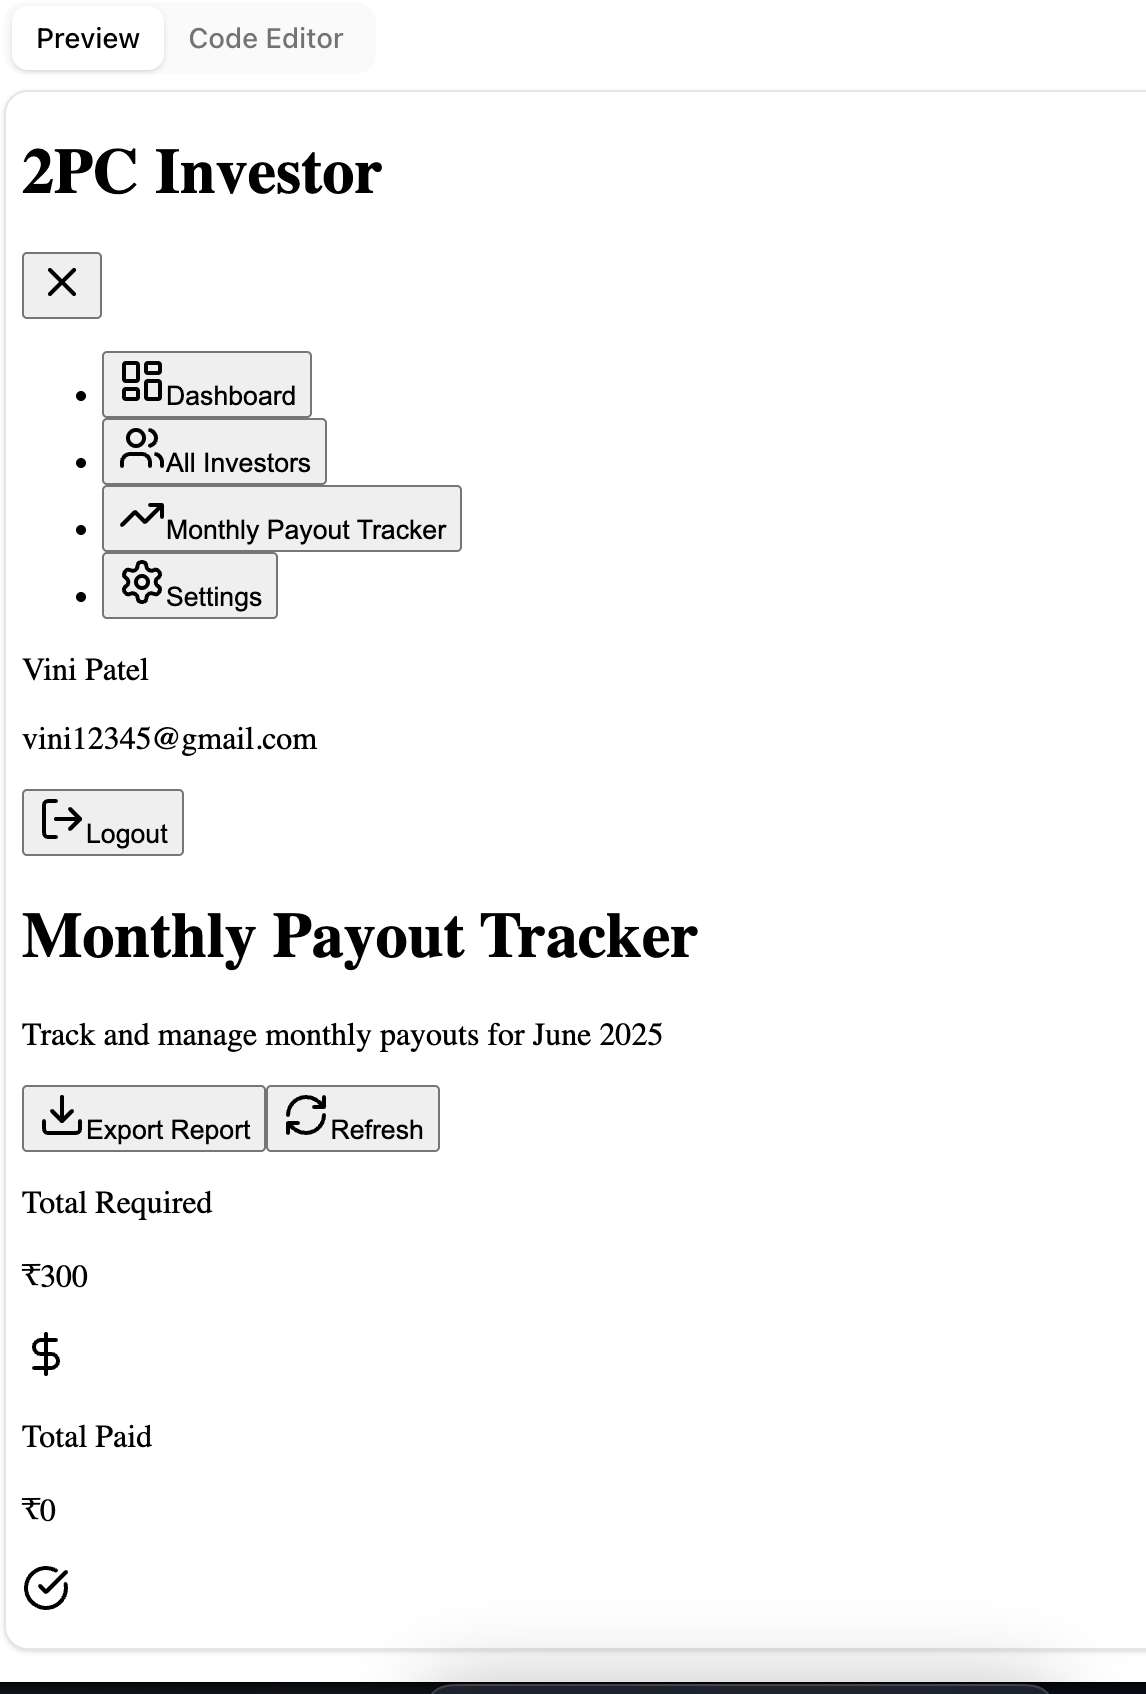 Preview
Code Editor
2PC Investor
Dashboard
All Investors
Monthly Payout Tracker
Settings
Vini Patel
vini12345@gmail.com
Logout
Monthly Payout Tracker
Track and manage monthly payouts for June 2025
Export Report
Refresh
Total Required
₹300
Total Paid
₹0